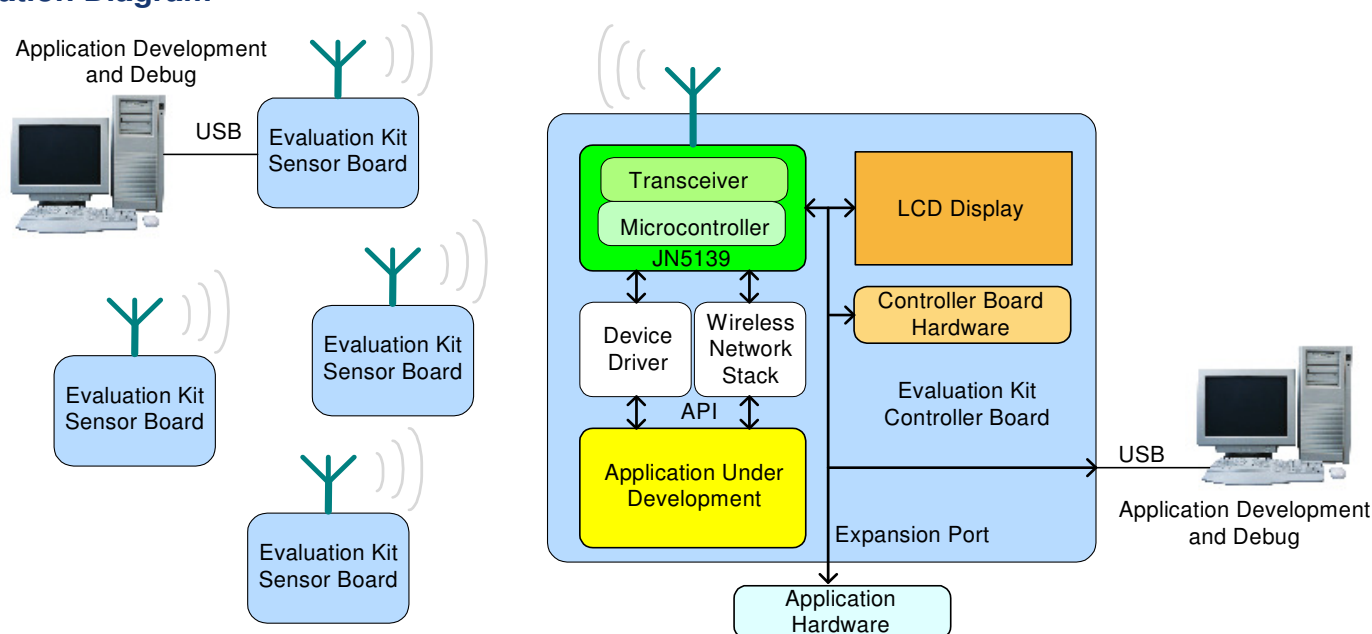 Diagram
Application Development
and Debug
USB
Evaluation Kit
Sensor Board
Evaluation Kit
Sensor Board
Evaluation Kit
Sensor Board
Evaluation Kit
Sensor Board
Transceiver
Microcontroller
JN5139
LCD Display
Controller Board
Hardware
Device
Driver
Wireless
Network
Stack
API
Evaluation Kit
Controller Board
Application Under
Development
Expansion Port
USB
Application Development
and Debug
Application
Hardware